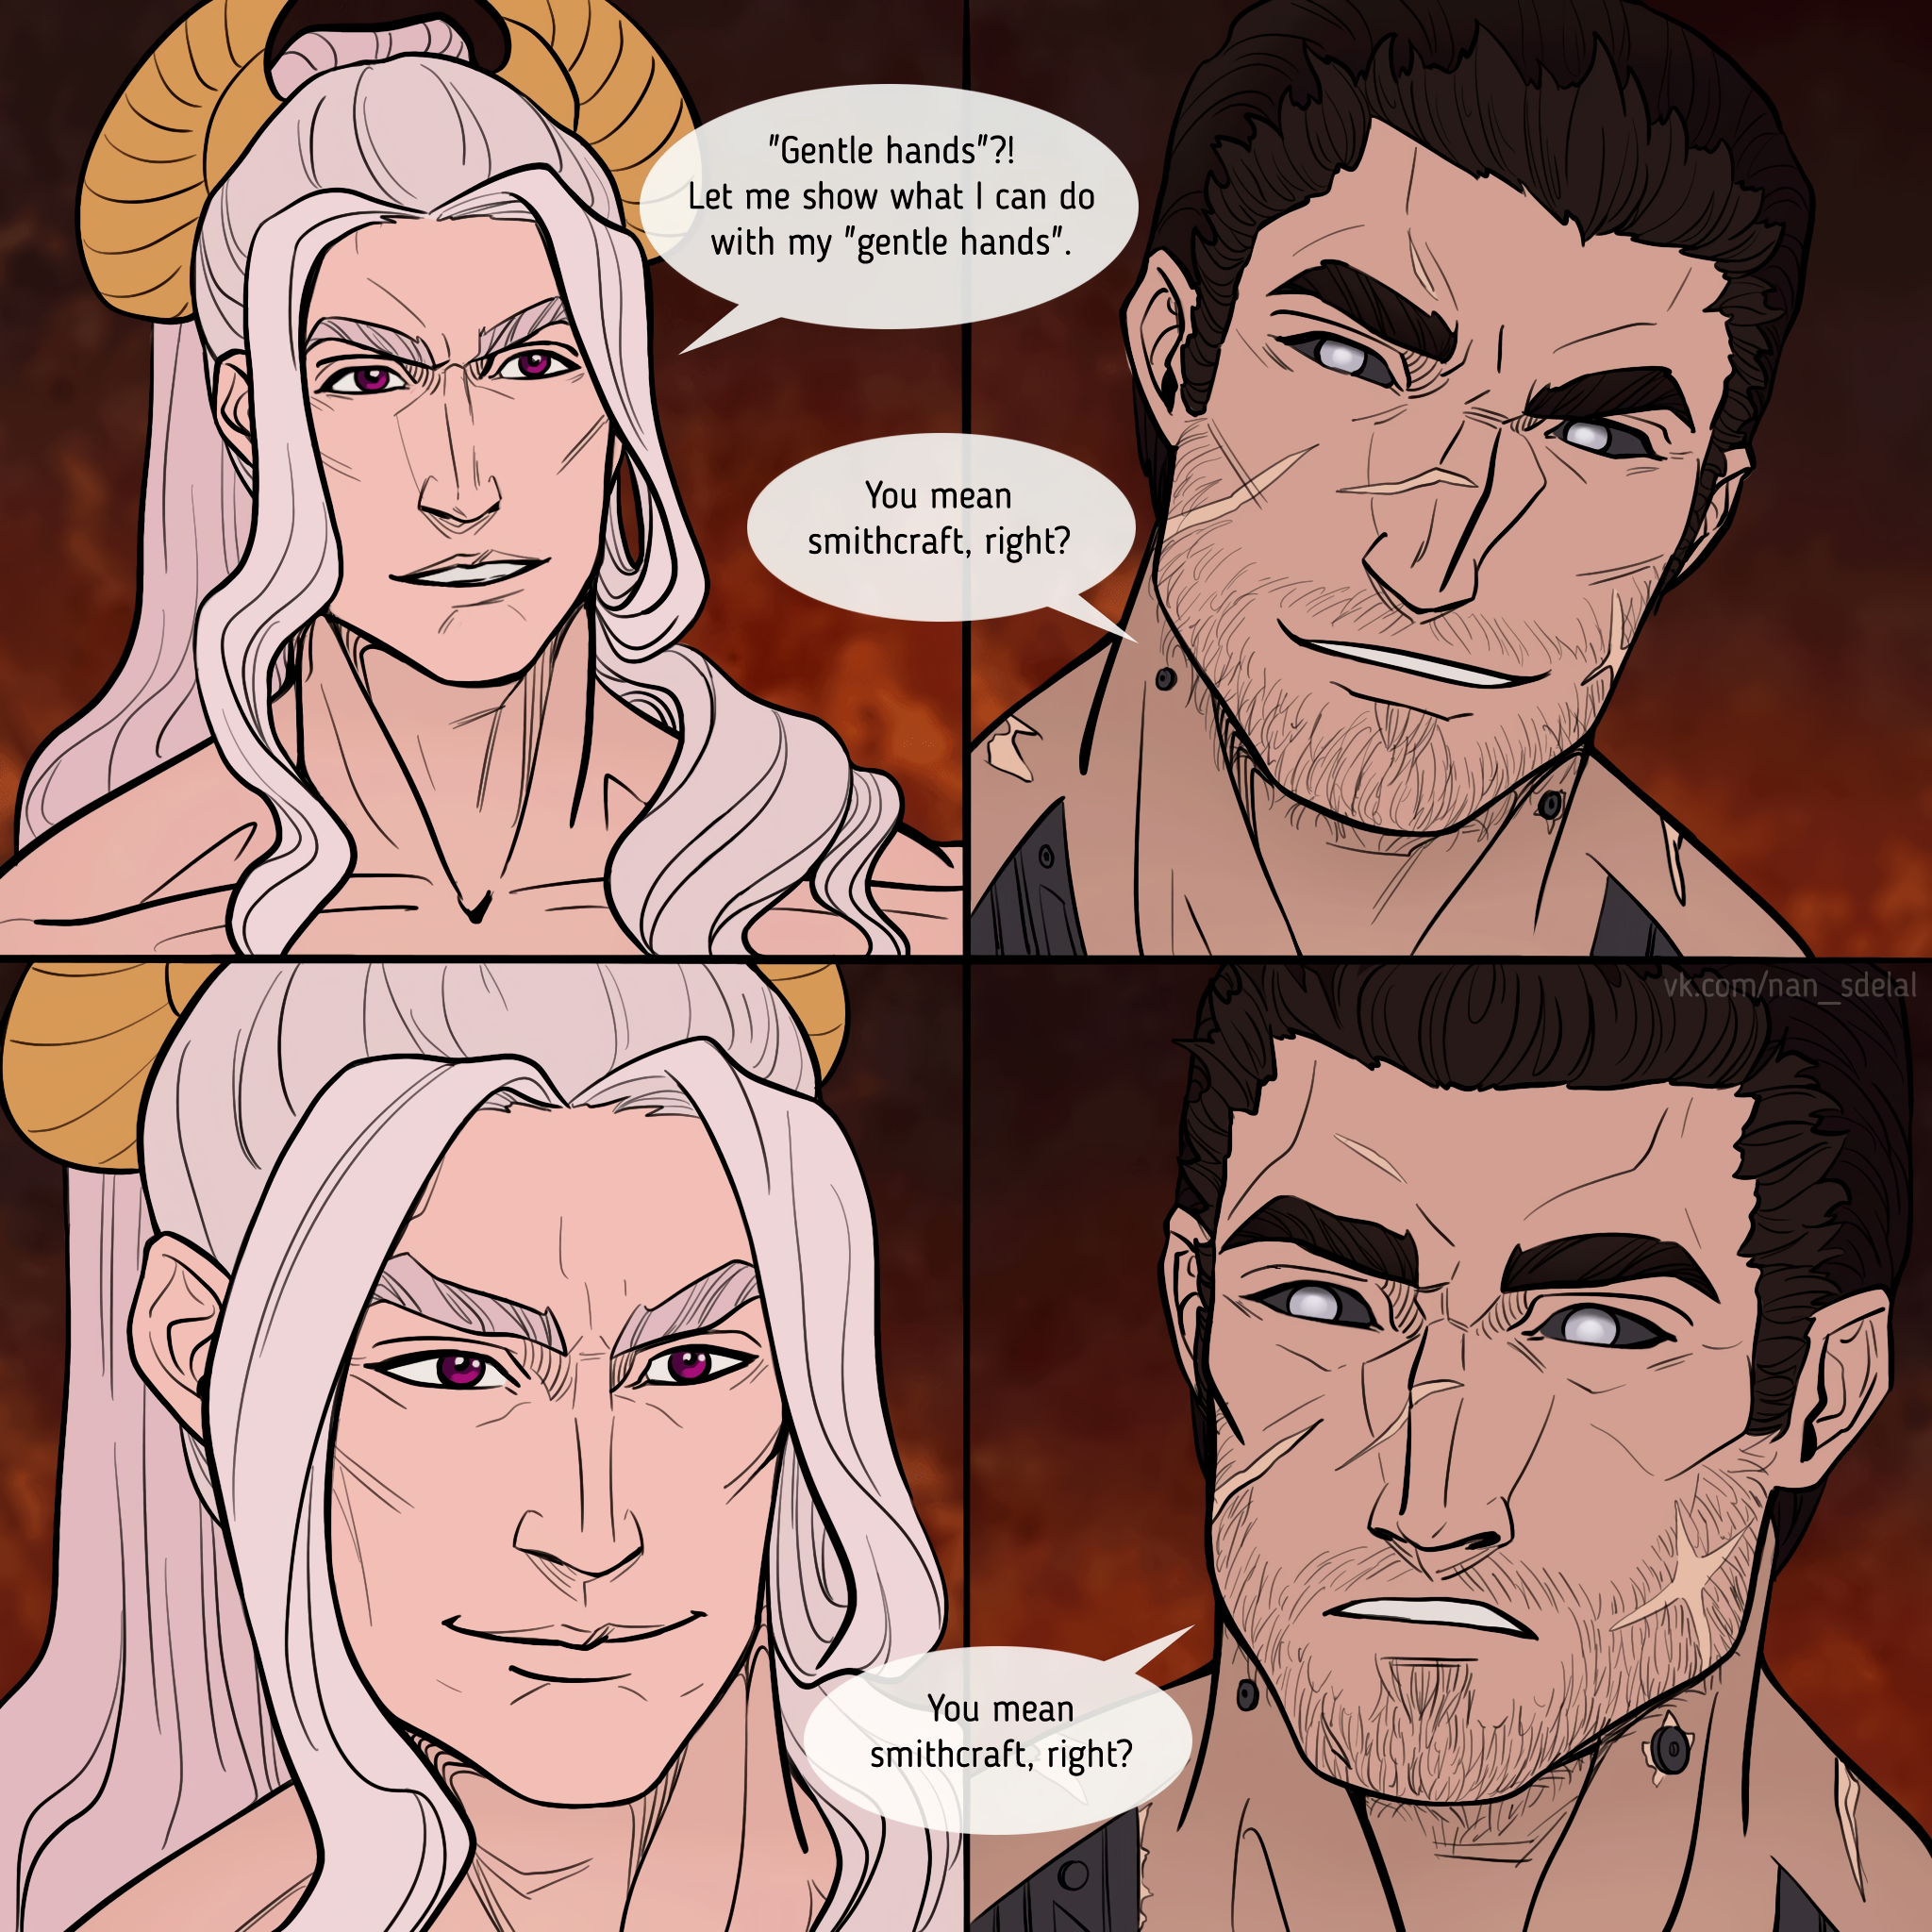 "Gentle hands"?!
Let me show what I can do
with my "gentle hands".
You mean
smithcraft, right?
vk.com/nan_sdelal
You mean
smithcraft, right?